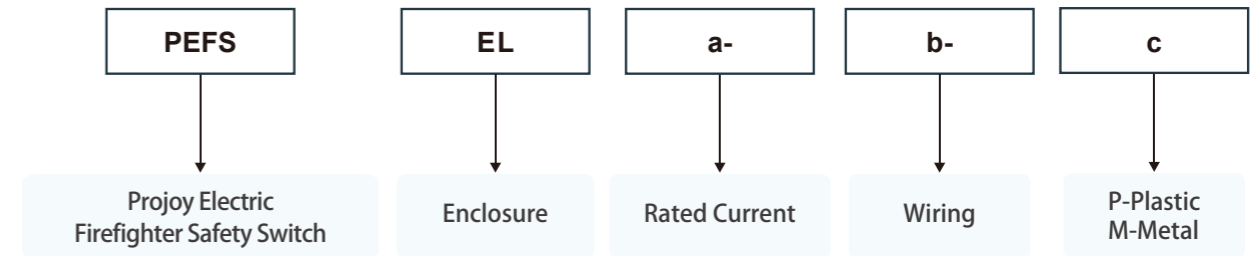 PEFS
EL
a-
b-
c
Projoy Electric
Firefighter Safety Switch
Enclosure
Rated Current
Wiring
P-Plastic
M-Metal